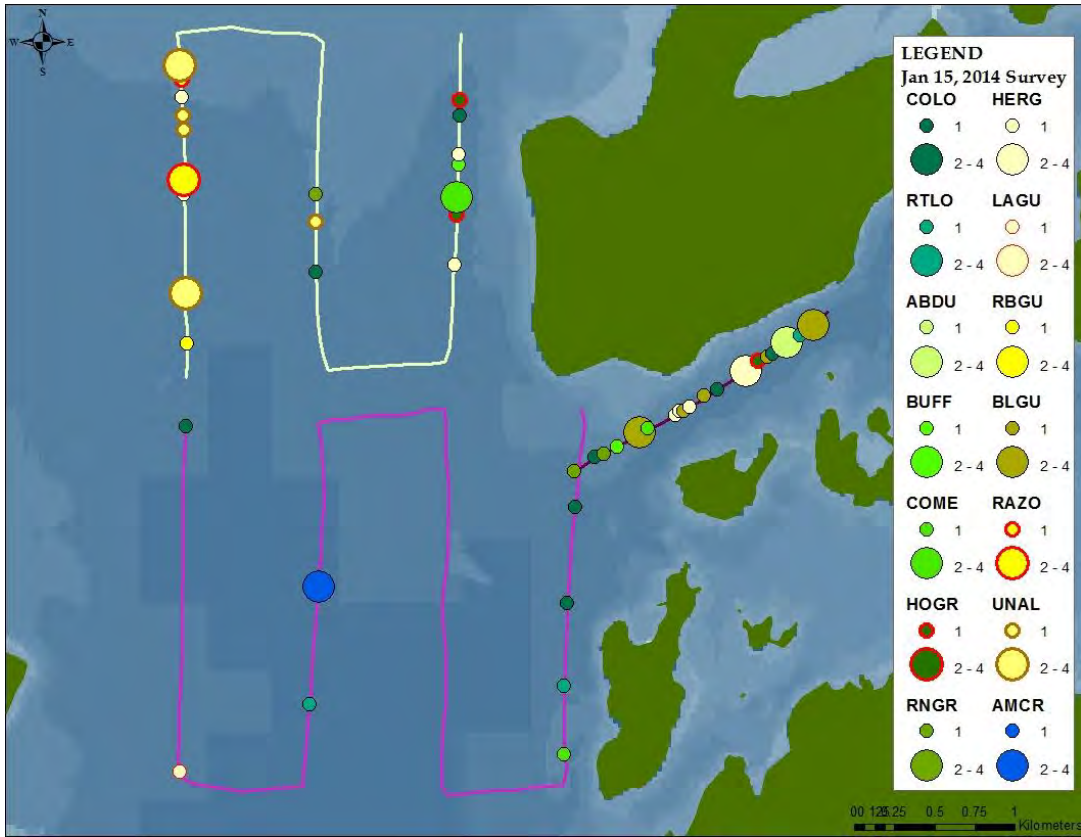 N
W E
S
LEGEND
Jan 15, 2014 Survey
COLO HERG
1 1
2 - 4 2 - 4
RTLO LAGU
1 1
2 - 4 2 - 4
ABDU RBGU
1 1
2 - 4 2 - 4
BUFF BLGU
1 1
2 - 4 2 - 4
COME RAZO
1 1
2 - 4 2 - 4
HOGR UNAL
1 1
2 - 4 2 - 4
RNGR AMCR
1 1
2 - 4 2 - 4
0.5 0.75 1
Kilometers